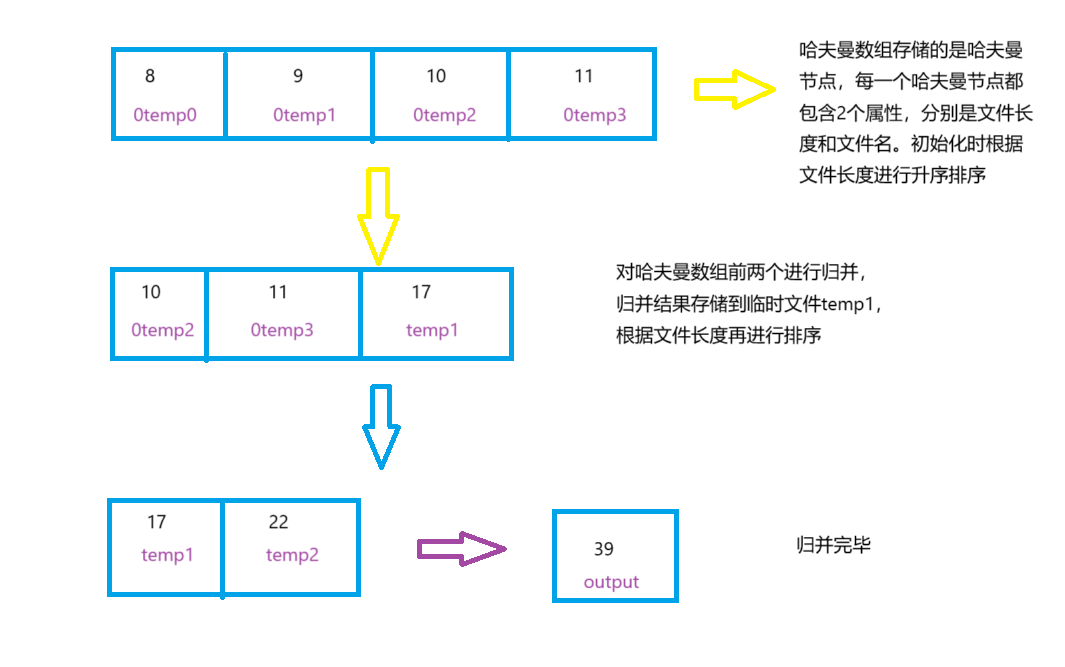 8 9 10 11
0temp0 0temp1 0temp2 0temp3
哈夫曼数组存储的是哈夫曼
节点，每一个哈夫曼节点都
包含2个属性，分别是文件长
度和文件名。初始化时根据
文件长度进行升序排序
10 11 17
0temp2 0temp3 temp1
对哈夫曼数组前两个进行归并，
归并结果存储到临时文件temp1，
根据文件长度再进行排序
17 22
temp1 temp2
39
output
归并完毕